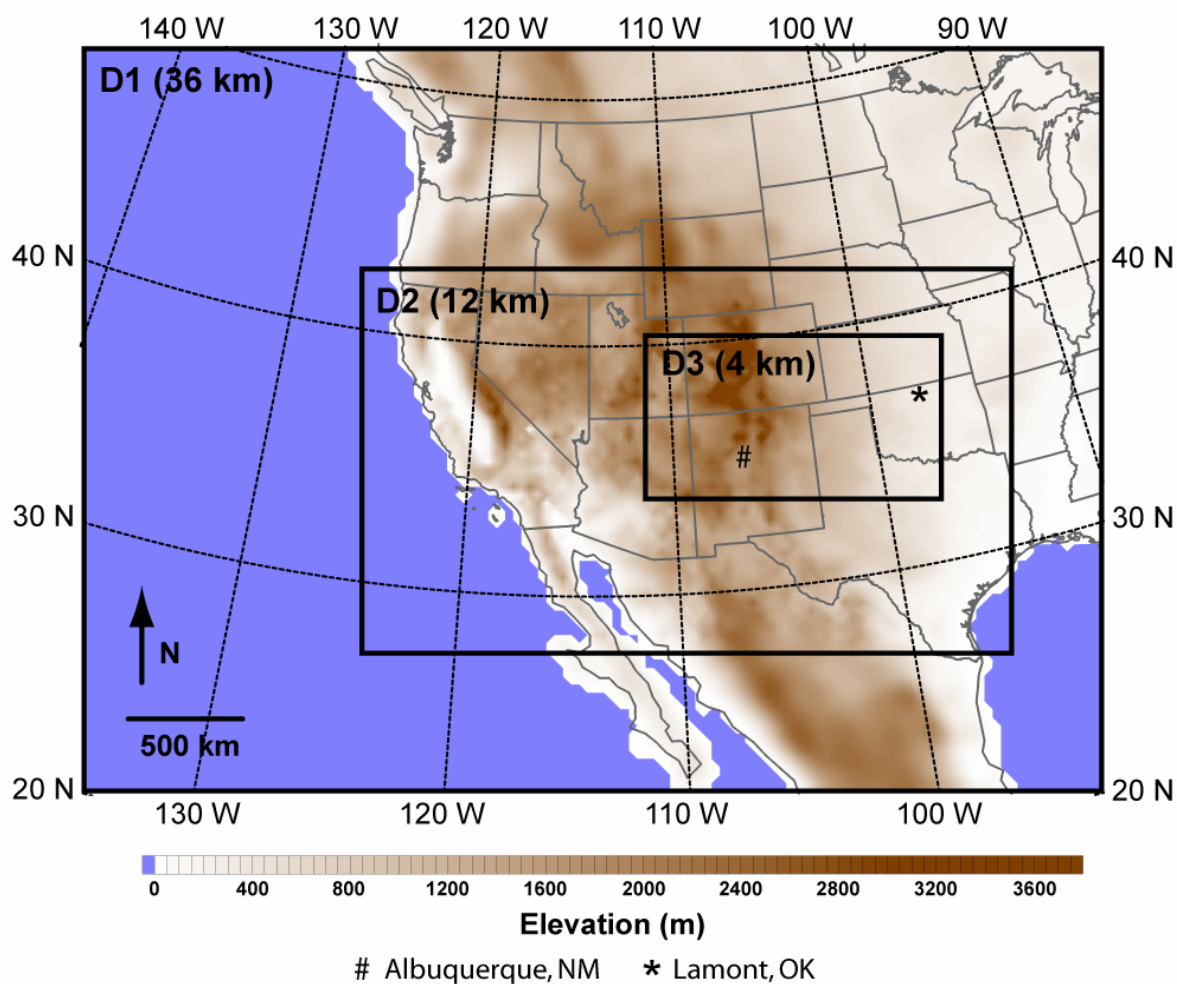 140 W 130 W 120 W 110 W 100 W 90 W
D1 (36 km)
40 N 40 N
D2 (12 km)
D3 (4 km)
*
#
30 N 30 N
N
500 km
20 N 20 N
130 W 120 W 110 W 100 W
0 400 800 1200 1600 2000 2400 2800 3200 3600
Elevation (m)
# Albuquerque, NM * Lamont, OK